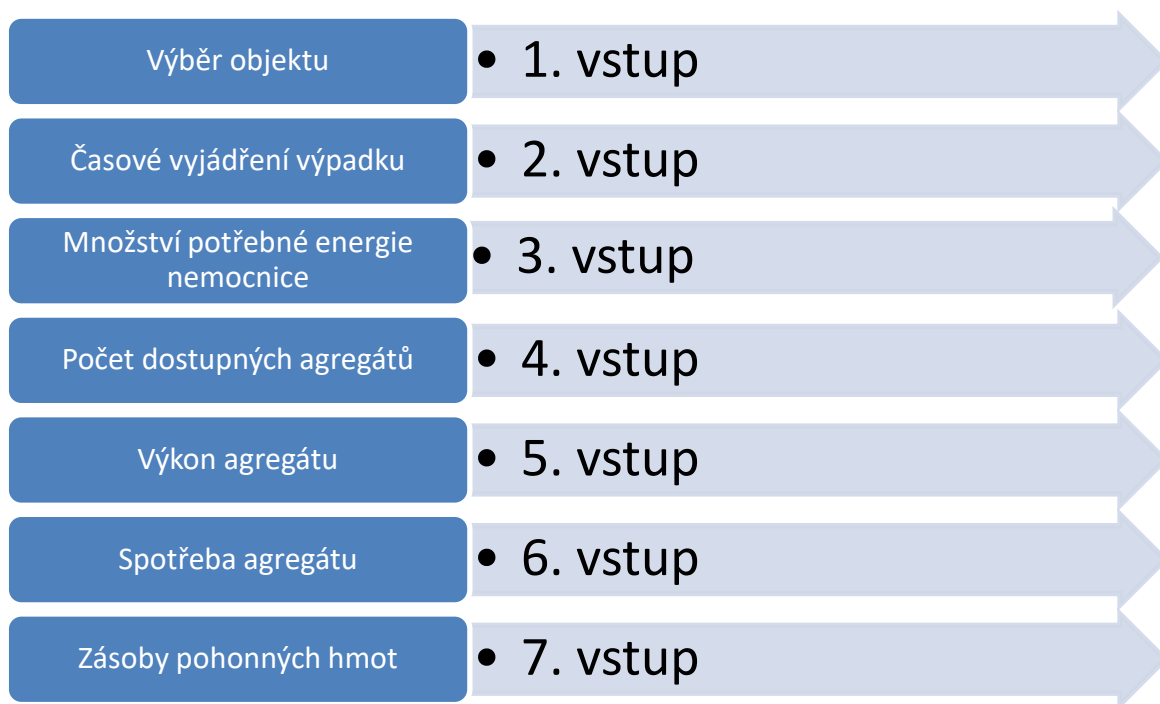 Výběr objektu
• 1. vstup
Časové vyjádření výpadku
• 2. vstup
Množství potřebné energie
nemocnice
• 3. vstup
Počet dostupných agregátů
• 4. vstup
Výkon agregátu
• 5. vstup
Spotřeba agregátu
• 6. vstup
Zásoby pohonných hmot
• 7. vstup